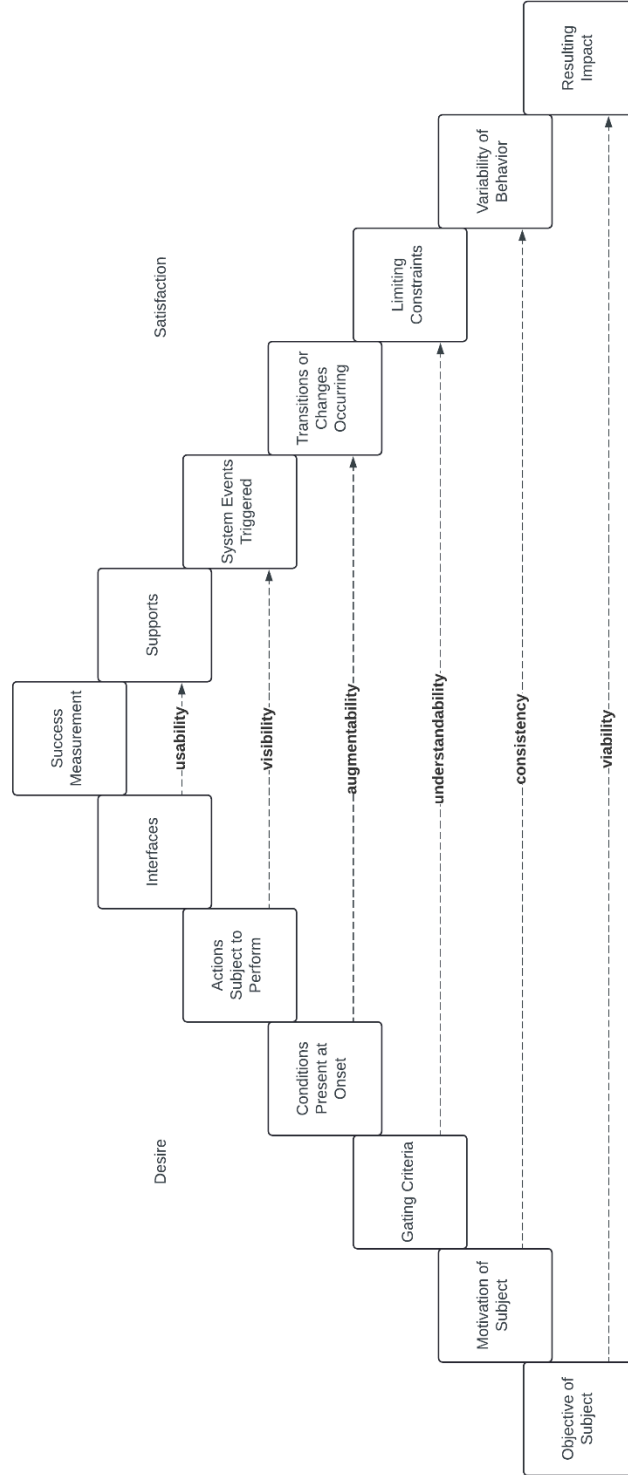 Success
Measurement
Interfaces
usability
Supports
Desire
Satisfaction
Actions
Subject to
Perform
visibility
System Events
Triggered
Conditions
Present at
Onset
augmentability
Transitions or
Changes
Occurring
Gating Criteria
understandability
Limiting
Constraints
Motivation of
Subject
consistency
Variability of
Behavior
Objective of
Subject
viability
Resulting
Impact